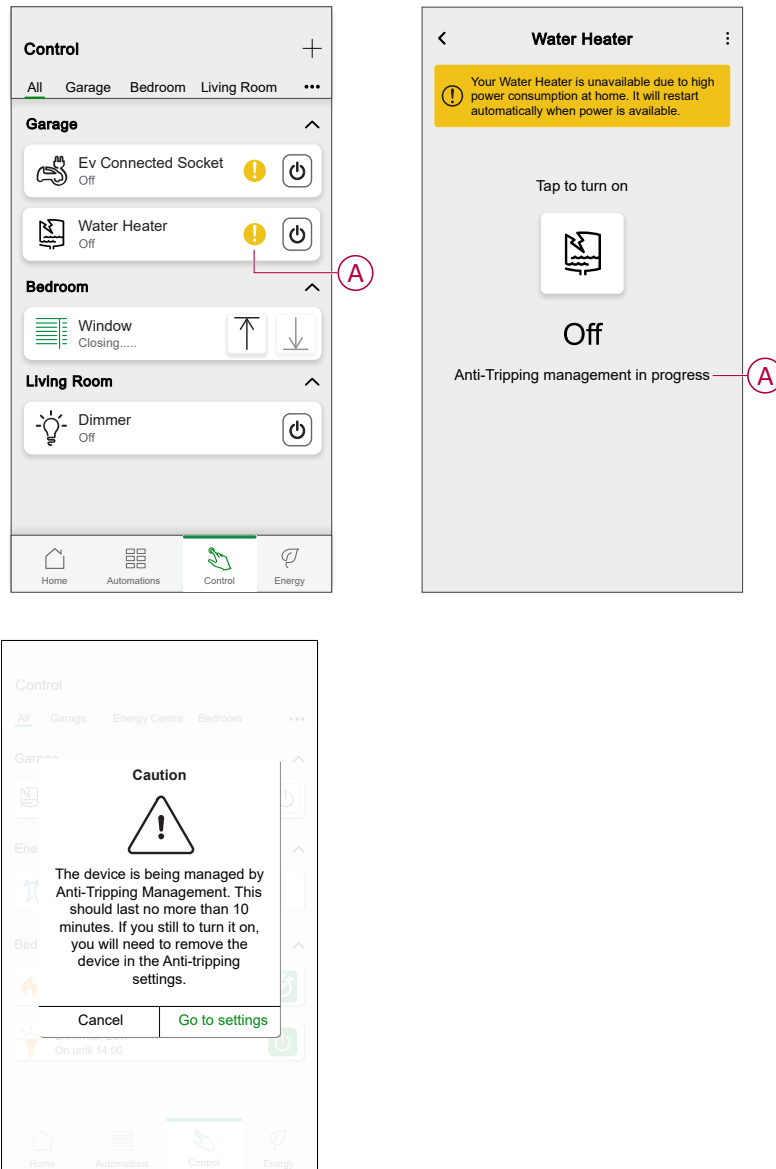 Control
All Garage Bedroom Living Room
Garage
Ev Connected Socket
Off
Water Heater
Off
A
Bedroom
Window
Closing.....
Living Room
Dimmer
Off
Home Automations Control Energy
Water Heater
Your Water Heater is unavailable due to high
power consumption at home. It will restart
automatically when power is available.
Tap to turn on
Off
Anti-Tripping management in progress
A
Control
All Garage Energy Centre Bedroom
Caution
The device is being managed by
Anti-Tripping Management. This
should last no more than 10
minutes. If you still to turn it on,
you will need to remove the
device in the Anti-tripping
settings.
Cancel Go to settings
On until 14:00
Home Automations Control Energy